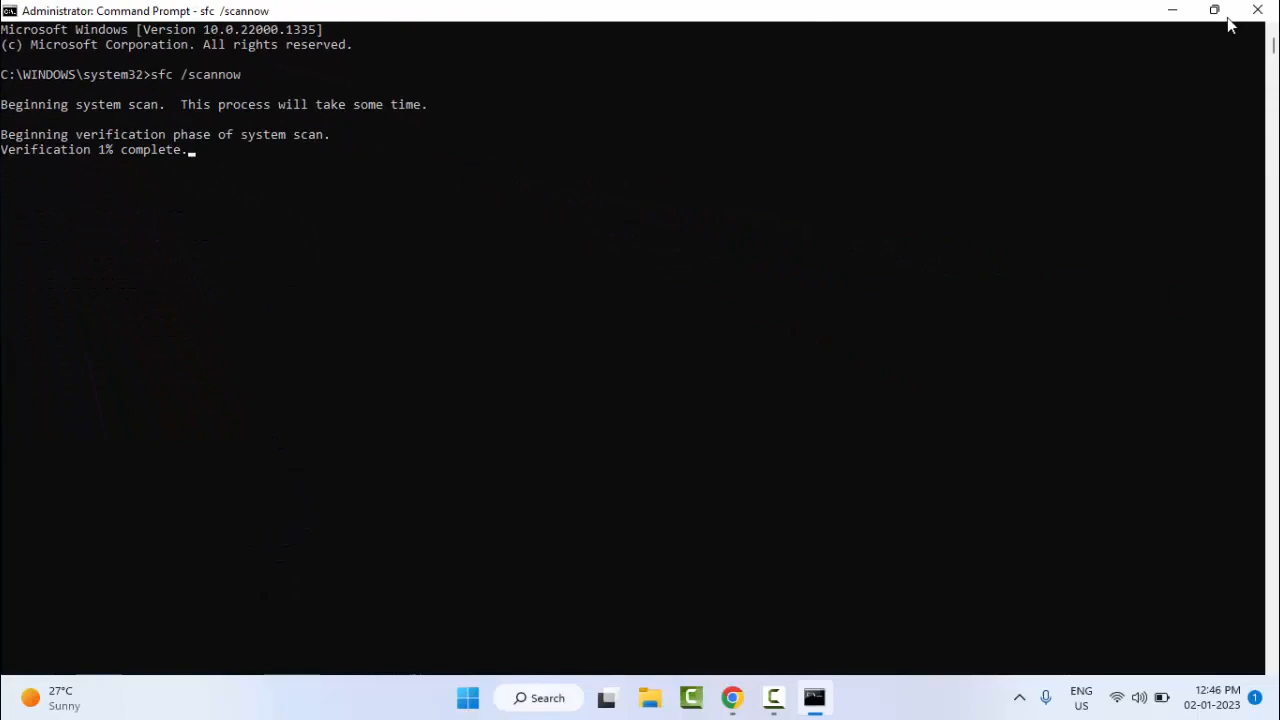 Administrator: Command Prompt - sfc  /scannow
Microsoft Windows [Version 10.0.22000.1335]
(c) Microsoft Corporation. All rights reserved.
C:\WINDOWS\system32>sfc /scannow
Beginning system scan.  This process will take some time.
Beginning verification phase of system scan.
Verification 1% complete.
27°C
Sunny
Search
ENG
US
12:46 PM
02-01-2023
1